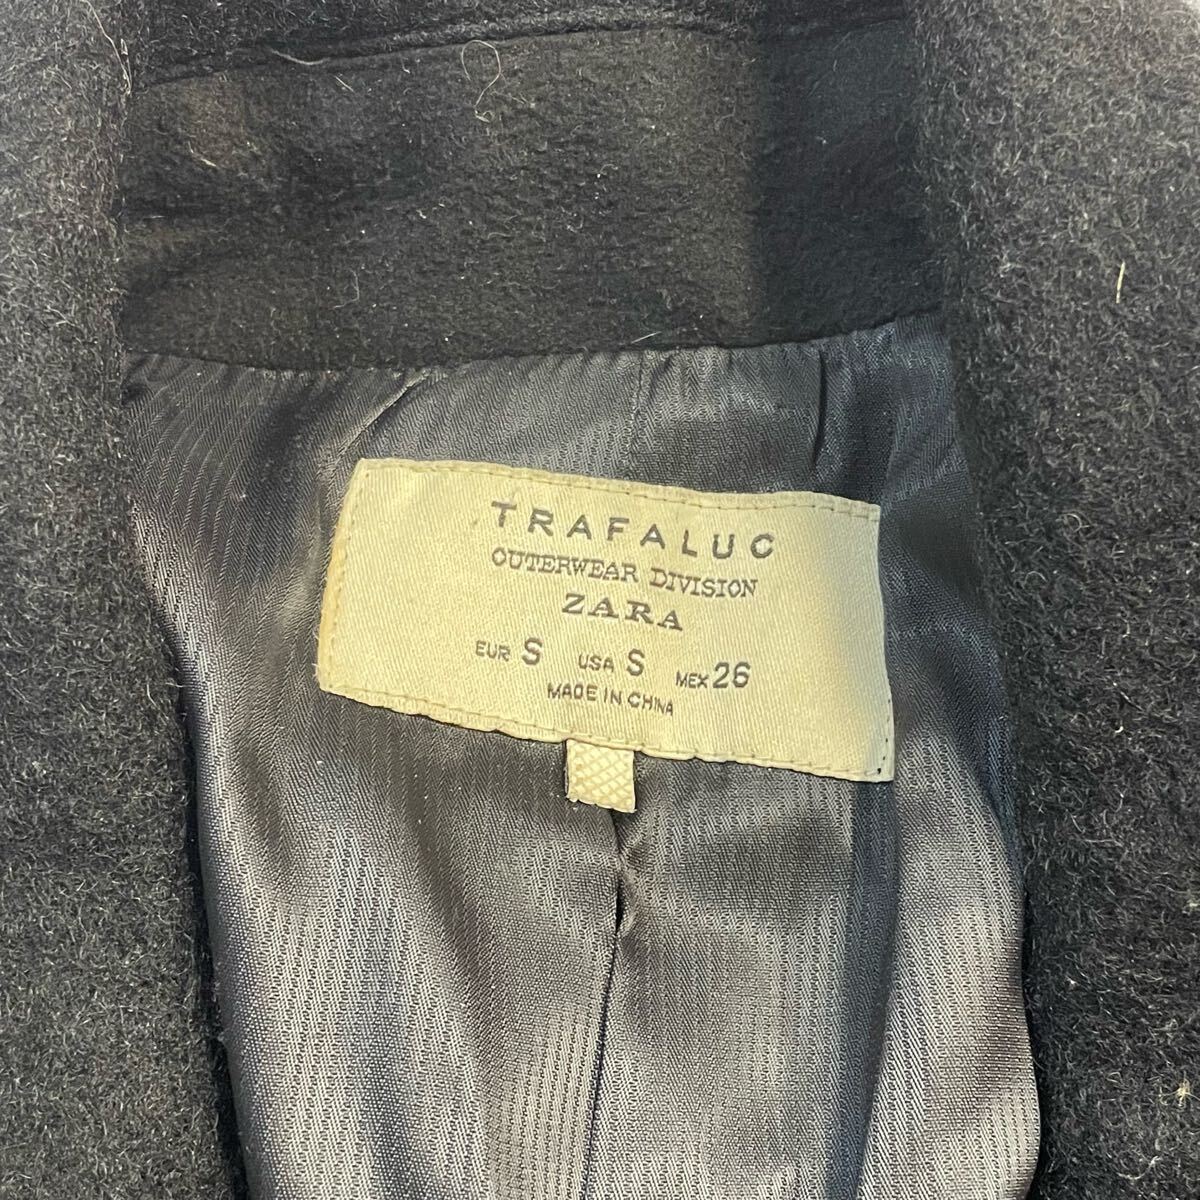 TRAFALUC
OUTERWEAR DIVISION
ZARA
EUR S USA S MEX 26
MADE IN CHINA